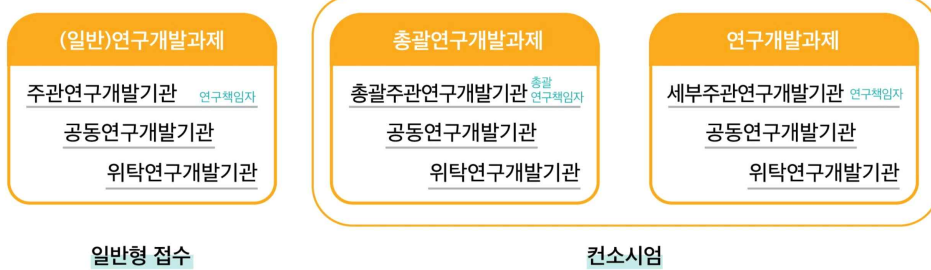 (일반)연구개발과제
주관연구개발기관 연구책임자
공동연구개발기관
위탁연구개발기관
일반형 접수
총괄연구개발과제
총괄주관연구개발기관 총괄
연구책임자
공동연구개발기관
위탁연구개발기관
연구개발과제
세부주관연구개발기관 연구책임자
공동연구개발기관
위탁연구개발기관
컨소시엄